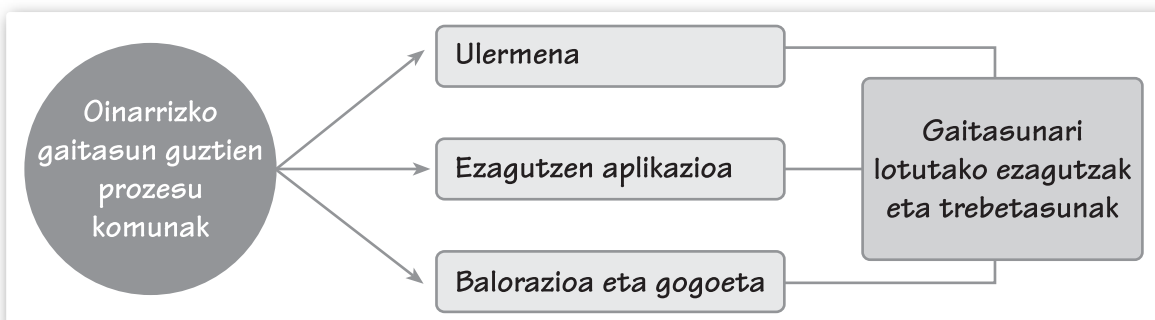 Oinarrizko
gaitasun guztien
prozesu
komunak
Ulermena
Ezagutzen aplikazioa
Balorazioa eta gogoeta
Gaitasunari
lotutako ezagutzak
eta trebetasunak